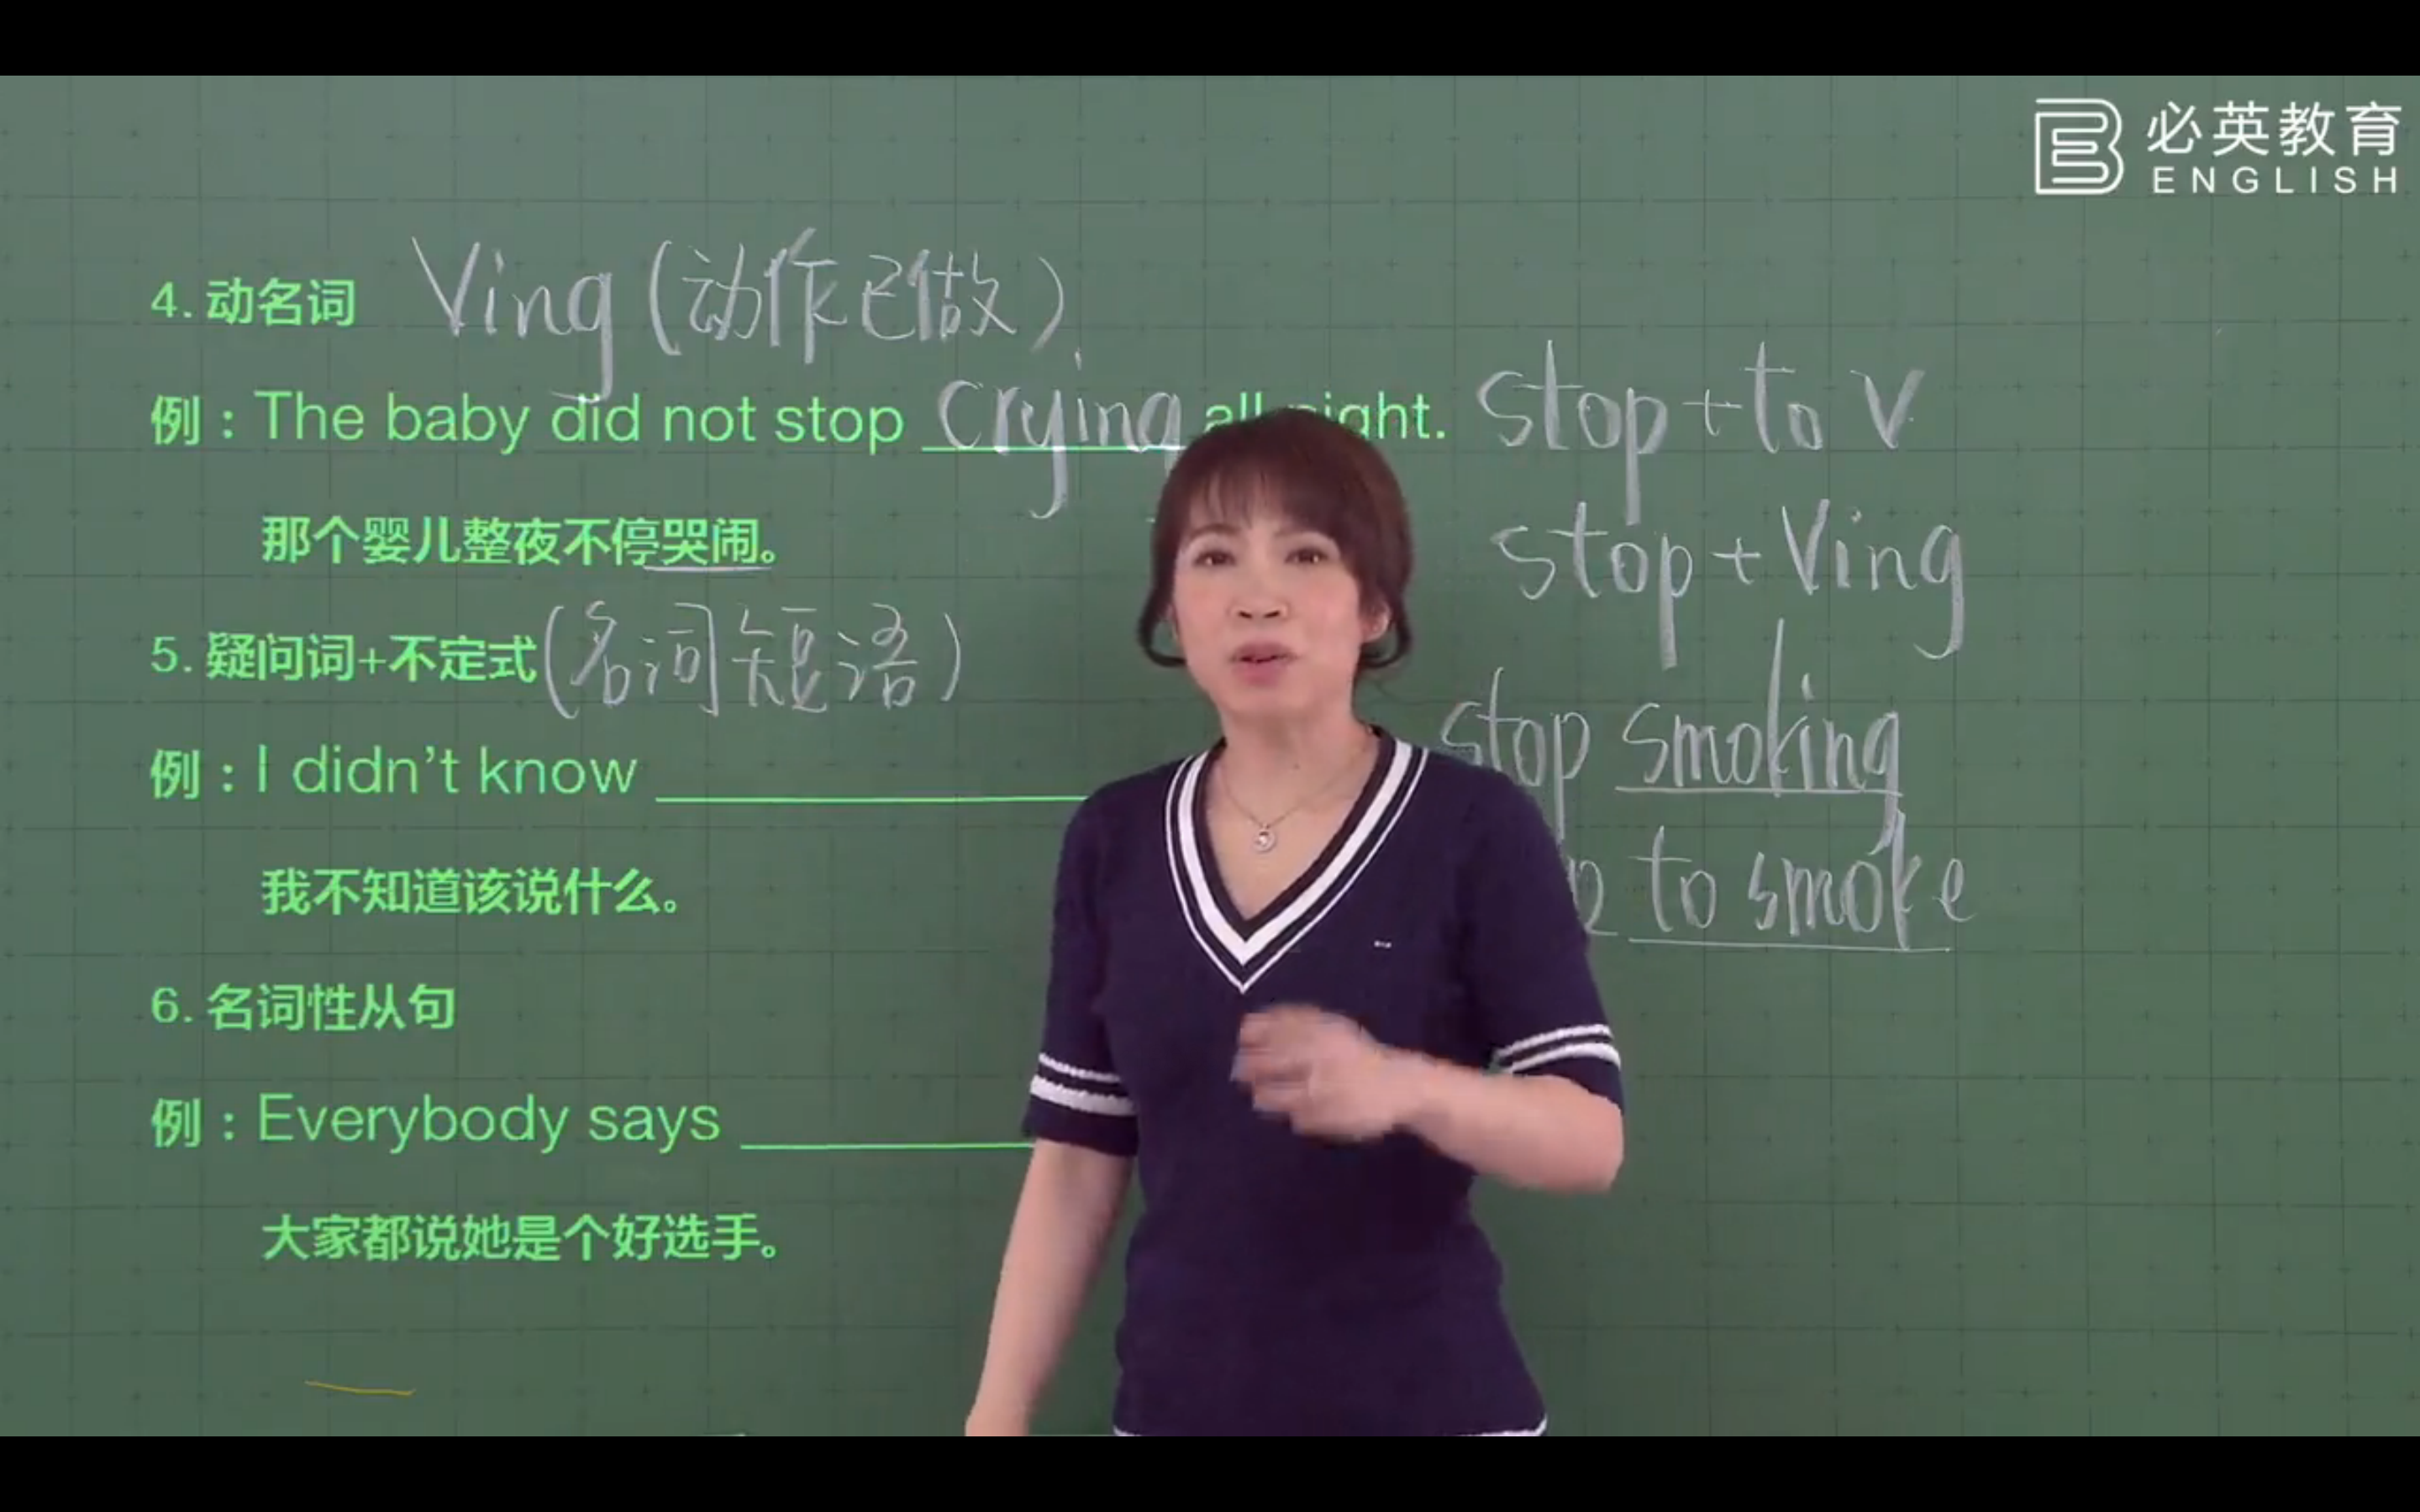 必英教育
ENGLISH
4. 动名词 Ving (动作已做)
例：The baby did not stop crying all night. stop + to V
那个婴儿整夜不停哭闹。 stop + Ving
5. 疑问词+不定式(名词短语)
stop smoking
例：I didn't know
我不知道该说什么。 to smoke
6. 名词性从句
例：Everybody says
大家都说她是个好选手。